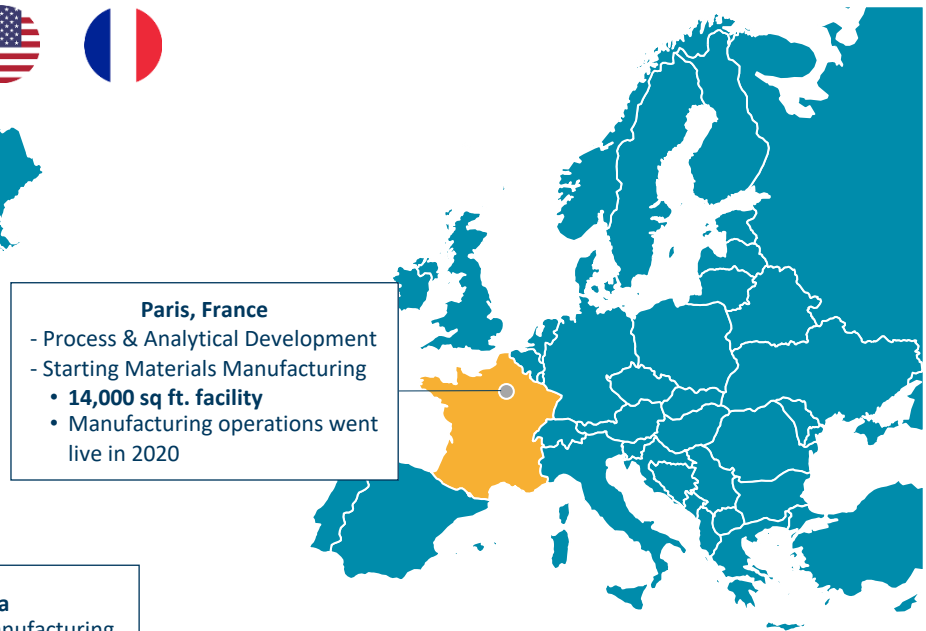 Paris, France
- Process & Analytical Development
- Starting Materials Manufacturing
• 14,000 sq ft. facility
• Manufacturing operations went
live in 2020